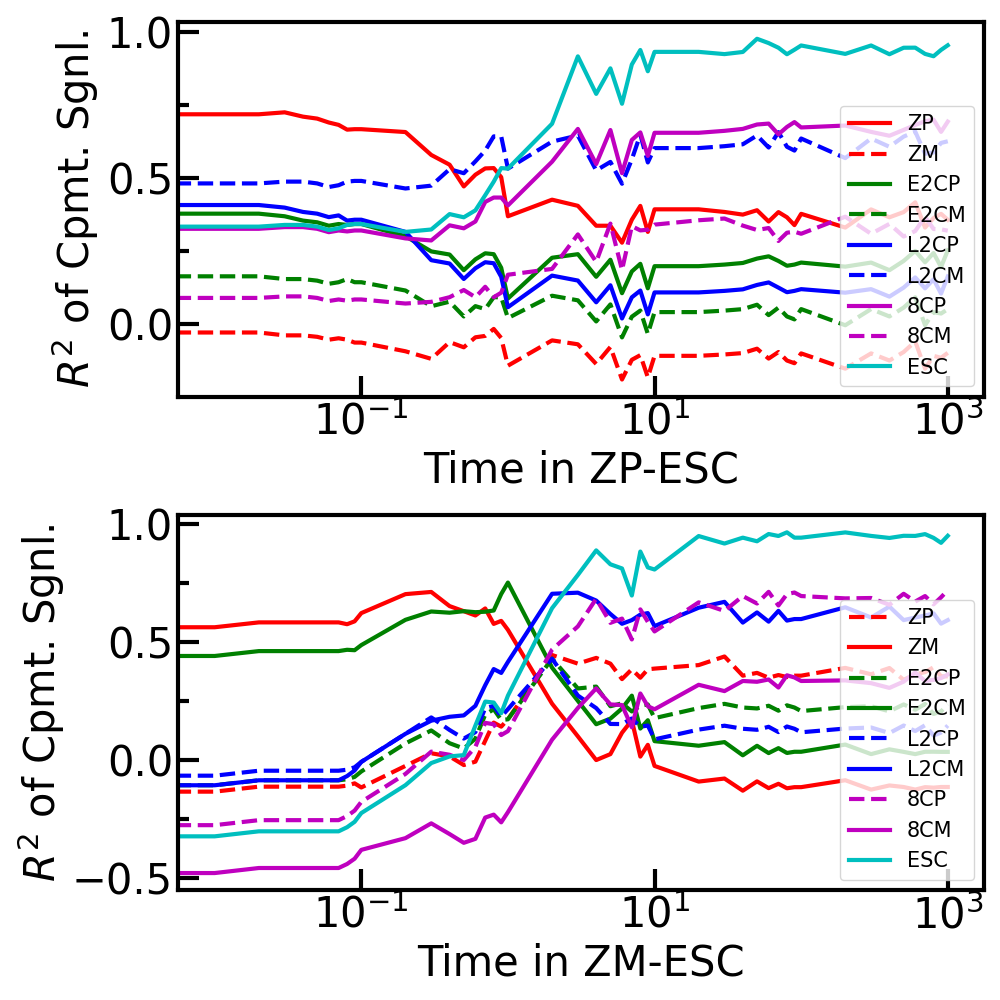 R² of Cpmt. Sgnl.
1.0
0.5
0.0
ZP
ZM
E2CP
E2CM
L2CP
L2CM
8CP
8CM
ESC
10⁻¹
10¹
10³
Time in ZP-ESC
R² of Cpmt. Sgnl.
1.0
0.5
0.0
−0.5
ZP
ZM
E2CP
E2CM
L2CP
L2CM
8CP
8CM
ESC
10⁻¹
10¹
10³
Time in ZM-ESC